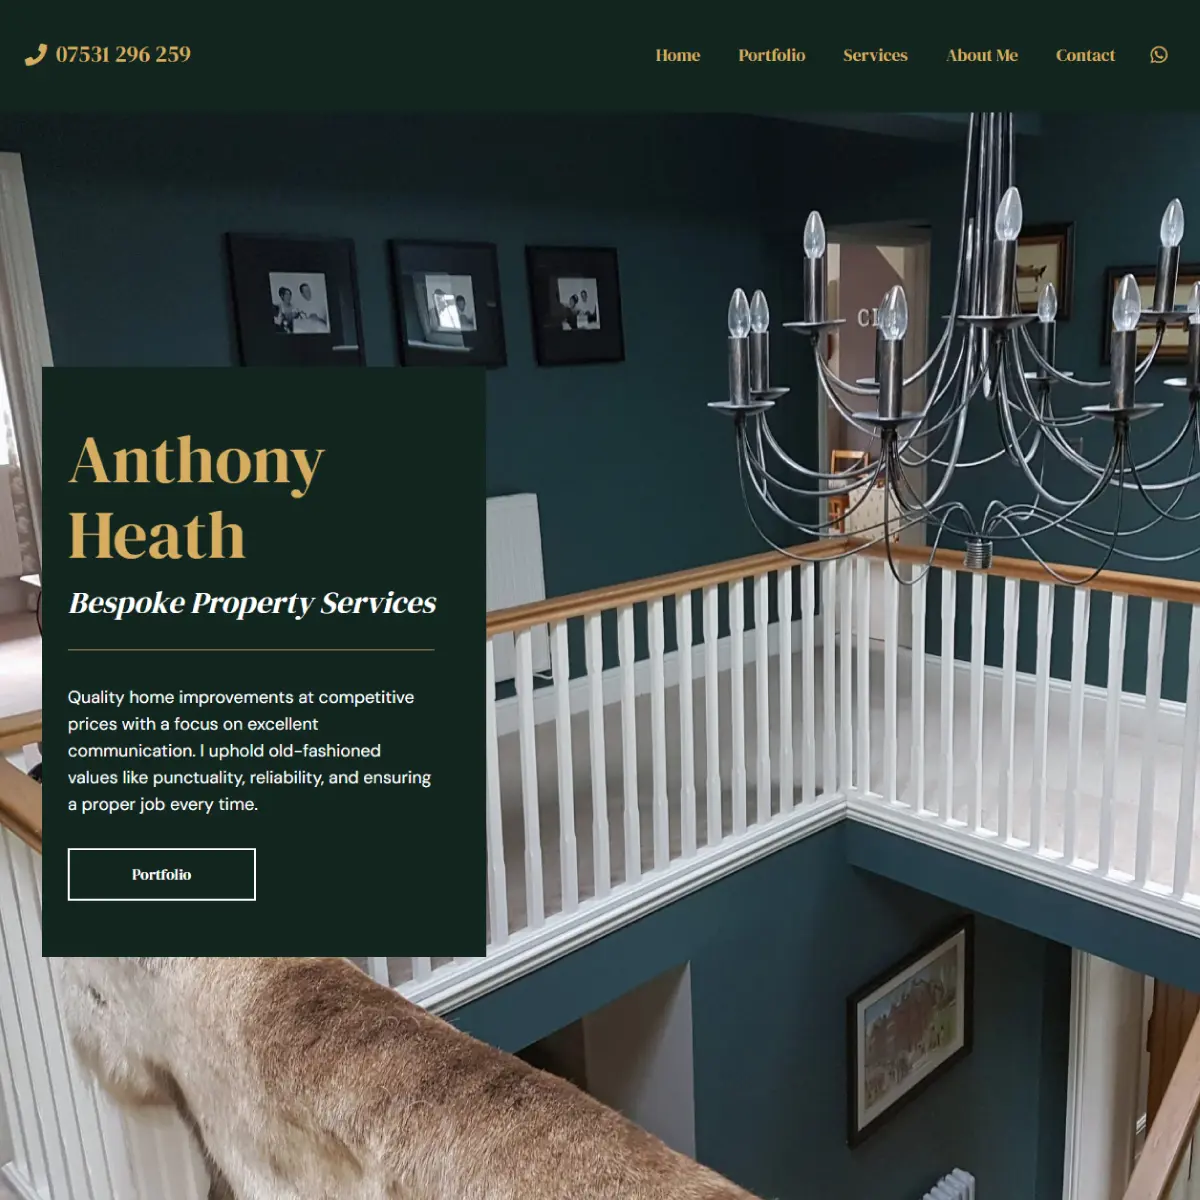 07531 296 259
Home Portfolio Services About Me Contact
Anthony
Heath
Bespoke Property Services
Quality home improvements at competitive
prices with a focus on excellent
communication. I uphold old-fashioned
values like punctuality, reliability, and ensuring
a proper job every time.
Portfolio